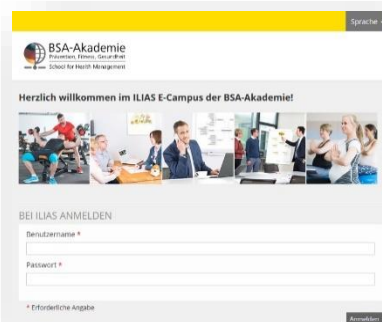 Sprache
BSA-Akademie
Prävention, Fitness, Gesundheit
School for Health Management
Herzlich willkommen im ILIAS E-Campus der BSA-Akademie!
BEI ILIAS ANMELDEN
Benutzername *
Passwort *
* Erforderliche Angabe
Anmelden